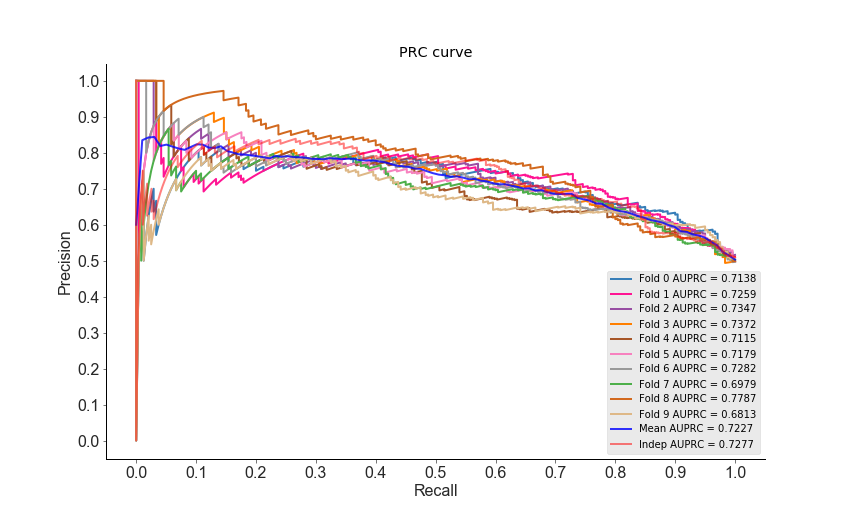 PRC curve
1.0
0.9
0.8
0.7
0.6
0.5
0.4
0.3
0.2
0.1
0.0
Precision
Fold 0 AUPRC = 0.7138
Fold 1 AUPRC = 0.7259
Fold 2 AUPRC = 0.7347
Fold 3 AUPRC = 0.7372
Fold 4 AUPRC = 0.7115
Fold 5 AUPRC = 0.7179
Fold 6 AUPRC = 0.7282
Fold 7 AUPRC = 0.6979
Fold 8 AUPRC = 0.7787
Fold 9 AUPRC = 0.6813
Mean AUPRC = 0.7227
Indep AUPRC = 0.7277
0.0 0.1 0.2 0.3 0.4 0.5 0.6 0.7 0.8 0.9 1.0
Recall